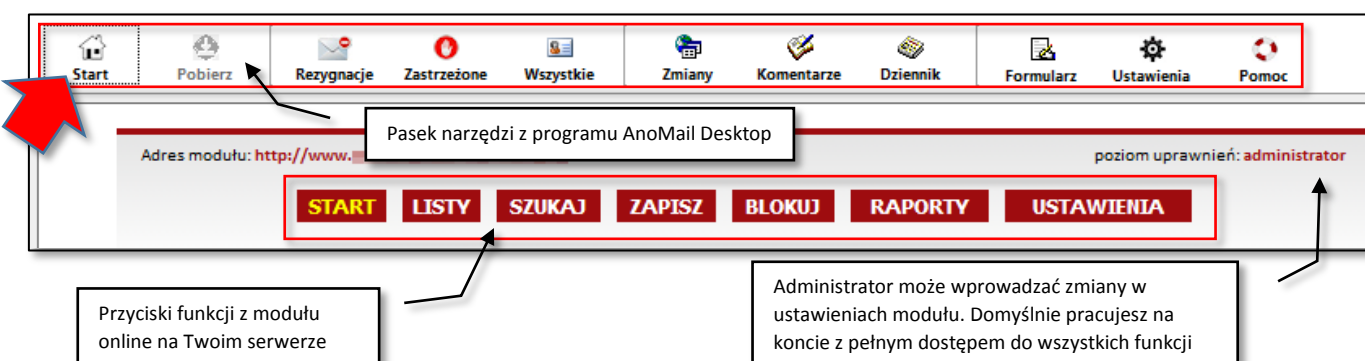 Start Pobierz Rezygnacje Zastrzeżone Wszystkie Zmiany Komentarze Dziennik Formularz Ustawienia Pomoc
Pasek narzędzi z programu AnoMail Desktop
Adres modułu: http://www.
poziom uprawnień: administrator
START LISTY SZUKAJ ZAPISZ BLOKUJ RAPORTY USTAWIENIA
Przyciski funkcji z modułu
online na Twoim serwerze
Administrator może wprowadzać zmiany w
ustawieniach modułu. Domyślnie pracujesz na
koncie z pełnym dostępem do wszystkich funkcji